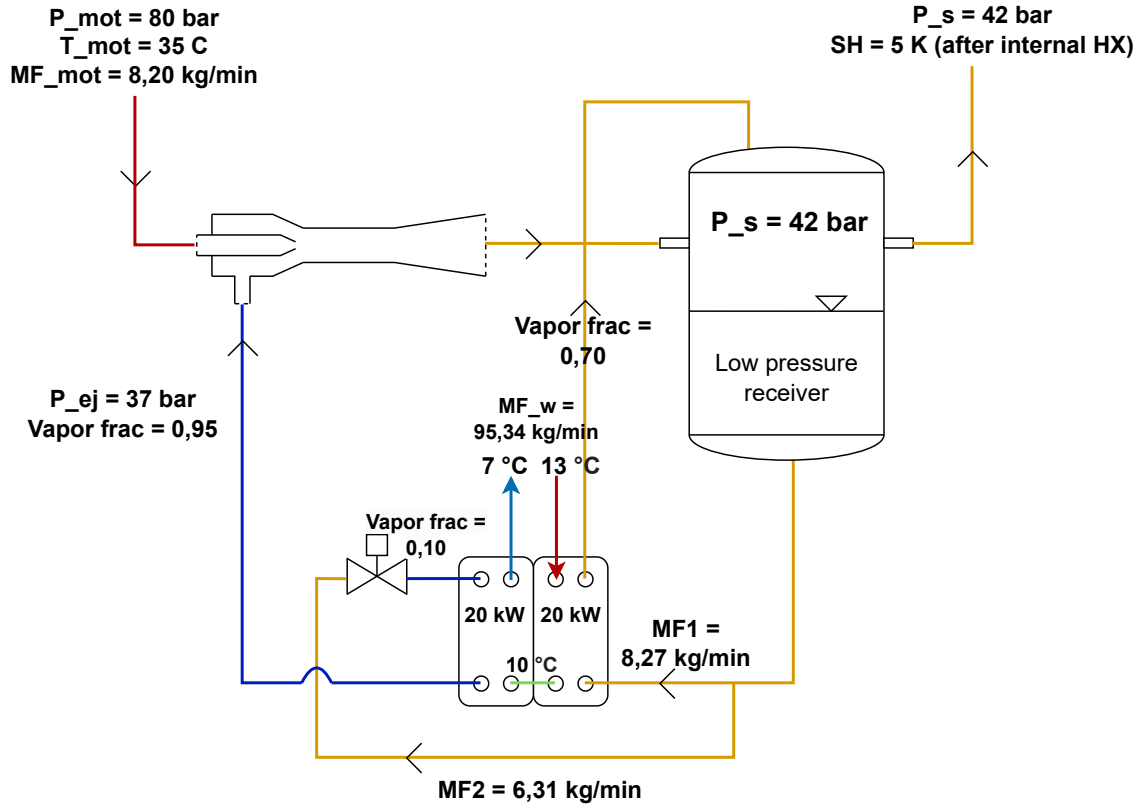 P_mot = 80 bar
T_mot = 35 C
MF_mot = 8,20 kg/min
P_s = 42 bar
SH = 5 K (after internal HX)
P_s = 42 bar
Vapor frac =
0,70
Low pressure
receiver
P_ej = 37 bar
Vapor frac = 0,95
MF_w =
95,34 kg/min
7 °C
13 °C
Vapor frac =
0,10
20 kW
20 kW
MF1 =
8,27 kg/min
10 °C
MF2 = 6,31 kg/min